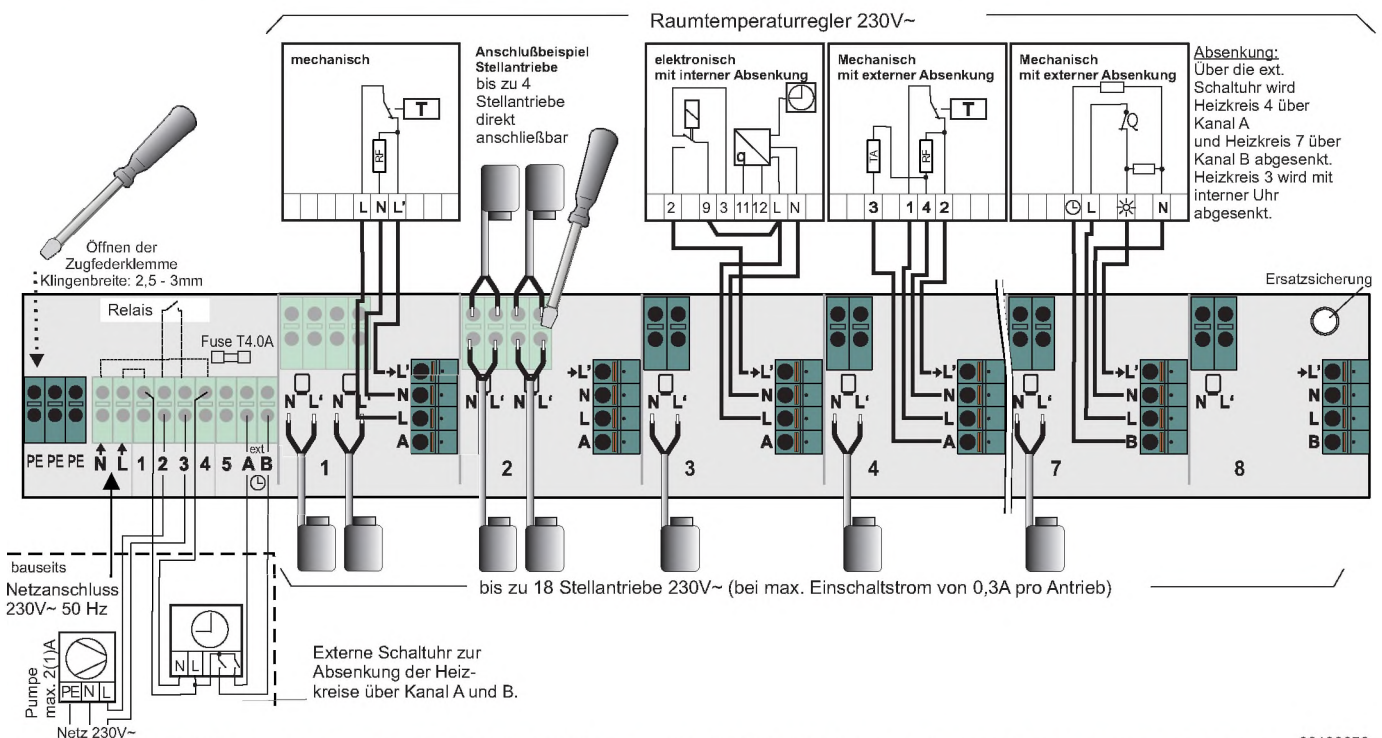 Raumtemperaturregler 230V~
mechanisch
T
RF
L N L'
Anschlußbeispiel
Stellantriebe
bis zu 4
Stellantriebe
direkt
anschließbar
elektronisch
mit interner Absenkung
q
2 9 3 11 12 L N
Mechanisch
mit externer Absenkung
T
TA
RF
3 1 4 2
Mechanisch
mit externer Absenkung
Q
L N
Absenkung:
Über die ext.
Schaltuhr wird
Heizkreis 4 über
Kanal A
und Heizkreis 7 über
Kanal B abgesenkt.
Heizkreis 3 wird mit
interner Uhr
abgesenkt.
Öffnen der
Zugfederklemme
Klingenbreite: 2,5 - 3mm
Ersatzsicherung
Relais
Fuse T4.0A
PE PE PE N L 1 2 3 4 5 A B
ext
N L' N L'
L'
N
L
A
1
N L' N L'
L'
N
L
A
2
N L'
L'
N
L
A
3
N L'
L'
N
L
A
4
N L'
L'
N
L
B
7
N L'
L'
N
L
B
8
bis zu 18 Stellantriebe 230V~ (bei max. Einschaltstrom von 0,3A pro Antrieb)
bauseits
Netzanschluss
230V~ 50 Hz
Pumpe
max. 2(1)A
PE N L
Netz 230V~
N L
Externe Schaltuhr zur
Absenkung der Heiz-
kreise über Kanal A und B.